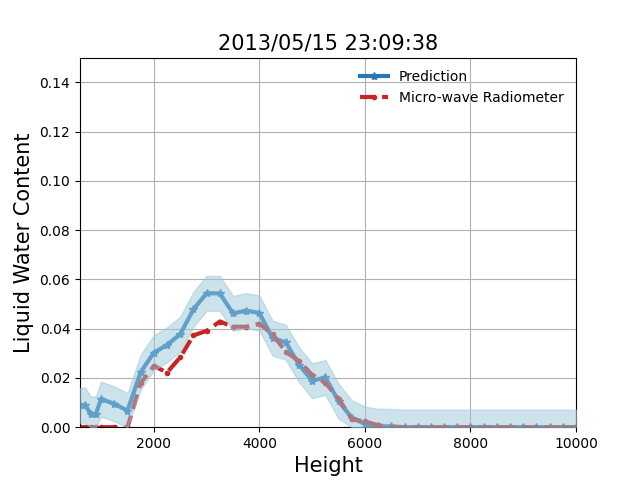 2013/05/15 23:09:38
Prediction
Micro-wave Radiometer
Liquid Water Content
0.14
0.12
0.10
0.08
0.06
0.04
0.02
0.00
2000 4000 6000 8000 10000
Height